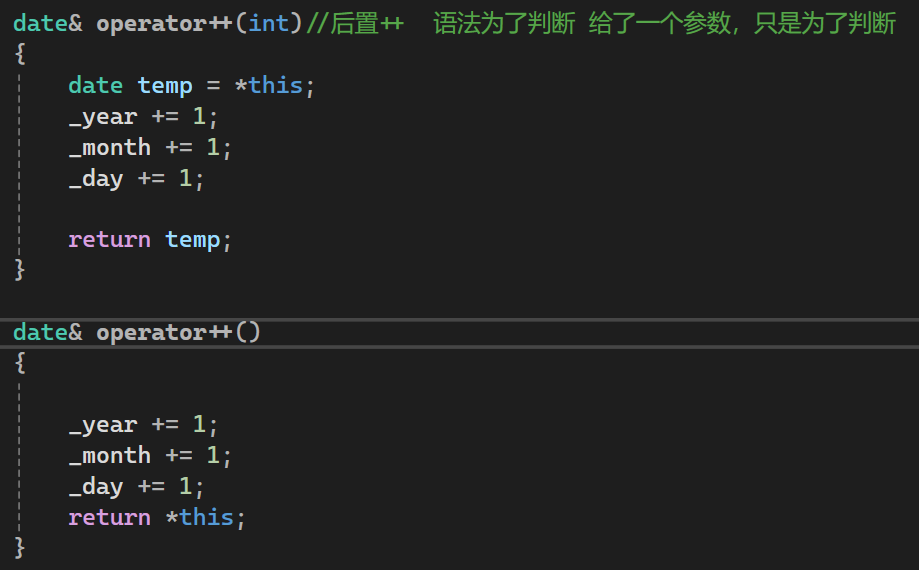 date& operator++(int)//后置++  语法为了判断 给了一个参数，只是为了判断
{
date temp = *this;
_year += 1;
_month += 1;
_day += 1;
return temp;
}
date& operator++()
{
_year += 1;
_month += 1;
_day += 1;
return *this;
}